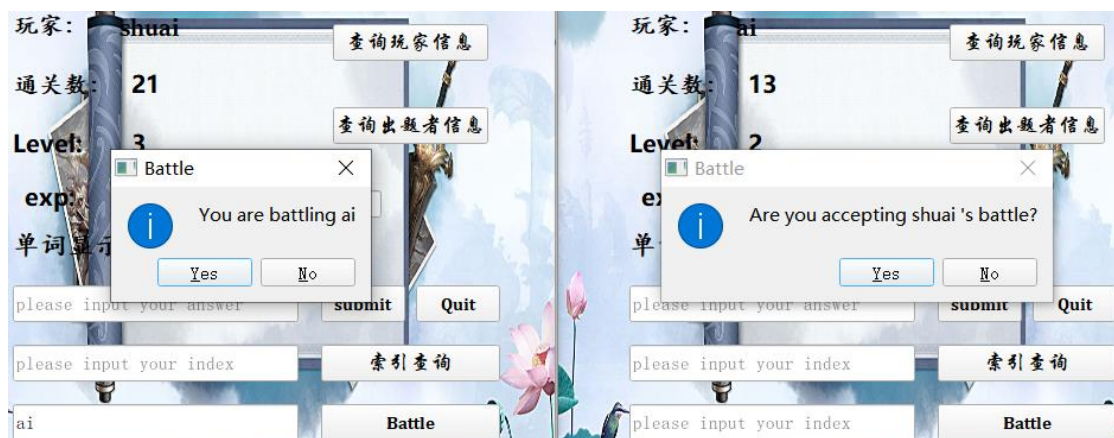 玩家： shuai
查询玩家信息
通关数： 21
查询出题者信息
Level: 3
Battle
exp:
You are battling ai
单词显示
Yes No
please input your answer submit Quit
please input your index 索引查询
ai Battle
玩家： ai
查询玩家信息
通关数： 13
查询出题者信息
Level: 2
Battle
Are you accepting shuai 's battle?
单
Yes No
please input your answer submit Quit
please input your index 索引查询
please input your index Battle